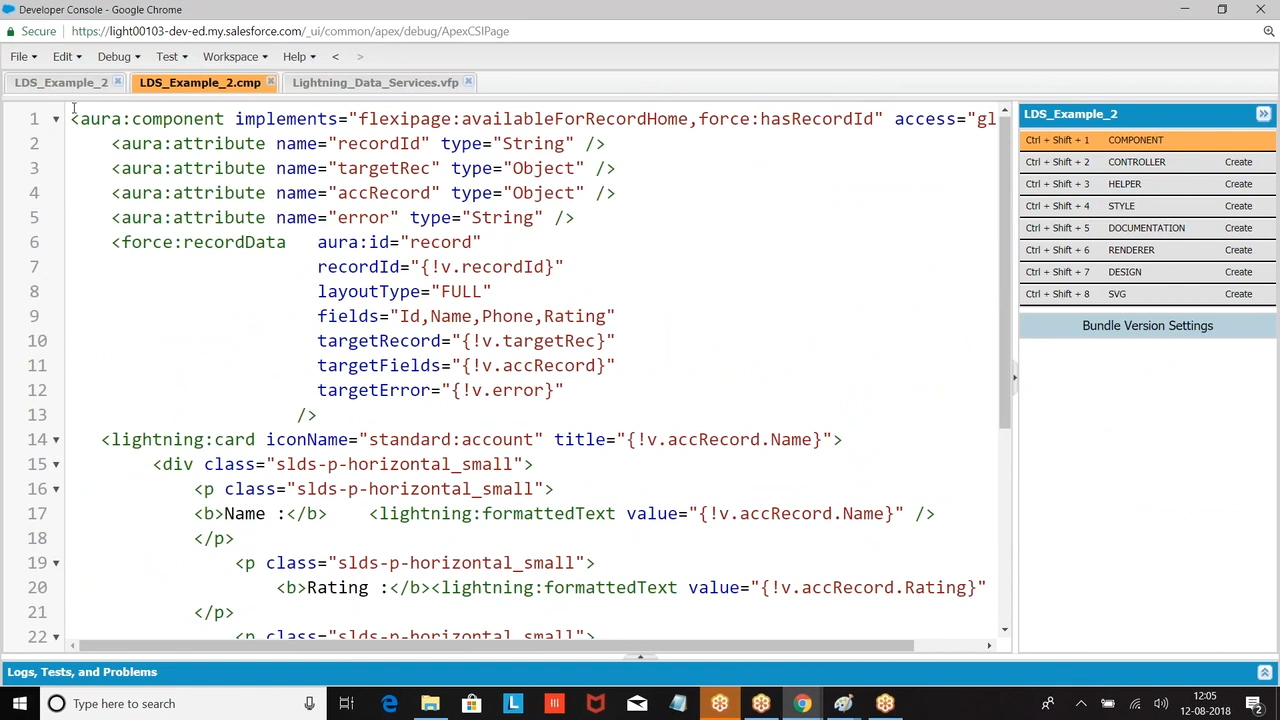 Developer Console - Google Chrome
Secure https://light00103-dev-ed.my.salesforce.com/_ui/common/apex/debug/ApexCSIPage
File Edit Debug Test Workspace Help < >
LDS_Example_2 LDS_Example_2.cmp Lightning_Data_Services.vfp
1 <aura:component implements="flexipage:availableForRecordHome,force:hasRecordId" access="gl
2 <aura:attribute name="recordId" type="String" />
3 <aura:attribute name="targetRec" type="Object" />
4 <aura:attribute name="accRecord" type="Object" />
5 <aura:attribute name="error" type="String" />
6 <force:recordData aura:id="record"
7 recordId="{!v.recordId}"
8 layoutType="FULL"
9 fields="Id,Name,Phone,Rating"
10 targetRecord="{!v.targetRec}"
11 targetFields="{!v.accRecord}"
12 targetError="{!v.error}"
13 />
14 <lightning:card iconName="standard:account" title="{!v.accRecord.Name}">
15 <div class="slds-p-horizontal_small">
16 <p class="slds-p-horizontal_small">
17 <b>Name :</b> <lightning:formattedText value="{!v.accRecord.Name}" />
18 </p>
19 <p class="slds-p-horizontal_small">
20 <b>Rating :</b><lightning:formattedText value="{!v.accRecord.Rating}"
21 </p>
22 <p class="slds-p-horizontal_small">
LDS_Example_2
Ctrl + Shift + 1 COMPONENT
Ctrl + Shift + 2 CONTROLLER Create
Ctrl + Shift + 3 HELPER Create
Ctrl + Shift + 4 STYLE Create
Ctrl + Shift + 5 DOCUMENTATION Create
Ctrl + Shift + 6 RENDERER Create
Ctrl + Shift + 7 DESIGN Create
Ctrl + Shift + 8 SVG Create
Bundle Version Settings
Logs, Tests, and Problems
Type here to search
12:05
12-08-2018
2